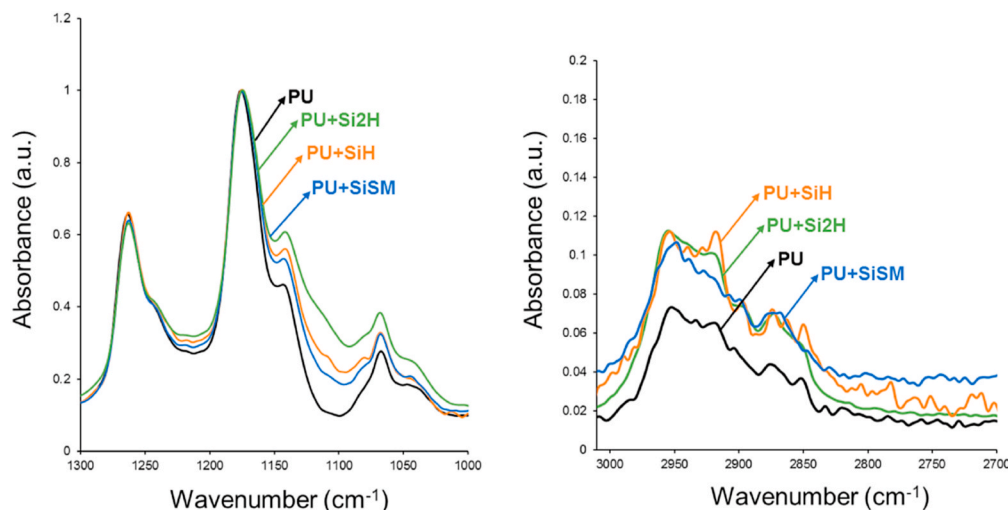 1.2
1
0.8
0.6
0.4
0.2
0
Absorbance (a.u.)
PU
PU+Si2H
PU+SiH
PU+SiSM
1300 1250 1200 1150 1100 1050 1000
Wavenumber (cm⁻¹)
0.2
0.18
0.16
0.14
0.12
0.1
0.08
0.06
0.04
0.02
0
Absorbance (a.u.)
PU+SiH
PU+Si2H
PU
PU+SiSM
3000 2950 2900 2850 2800 2750 2700
Wavenumber (cm⁻¹)